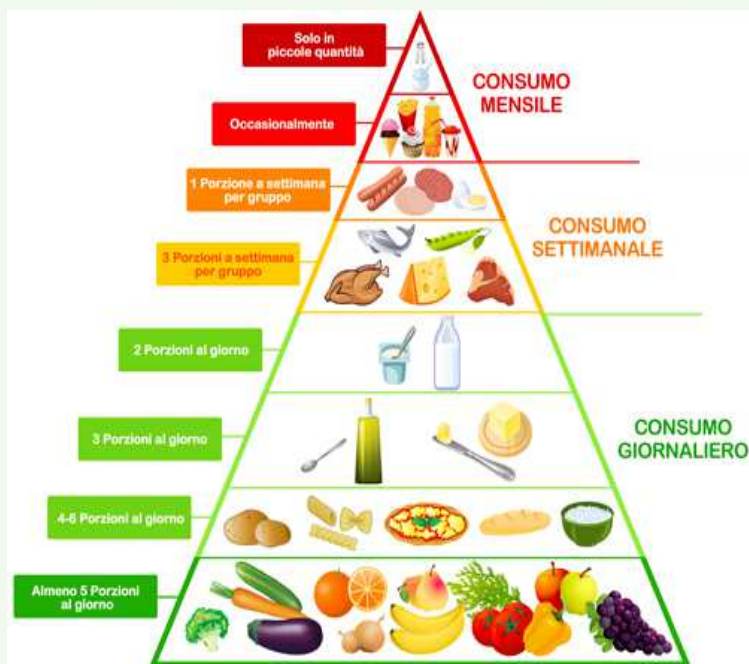 Solo in
piccole quantità
CONSUMO
MENSILE
Occasionalmente
1 Porzione a settimana
per gruppo
CONSUMO
SETTIMANALE
3 Porzioni a settimana
per gruppo
2 Porzioni al giorno
3 Porzioni al giorno
CONSUMO
GIORNALIERO
4-6 Porzioni al giorno
Almeno 5 Porzioni
al giorno